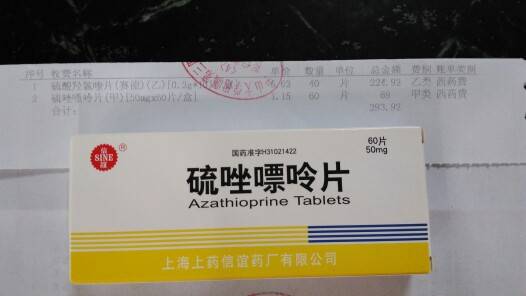 序 收费名称 单价 数量 单位 总金额 费别 账单类别
1 硫酸羟氯喹片(赛能)(乙)[0.2g* 40 片 224.92 乙类 西药费
2 硫唑嘌呤片(甲)[50mgx60片/盒] 1.15 60 片 69 甲类 西药费
合计: 293.92
信谊
SINE
®
国药准字H31021422
60片
50mg
硫唑嘌呤片
Azathioprine Tablets
上海上药信谊药厂有限公司